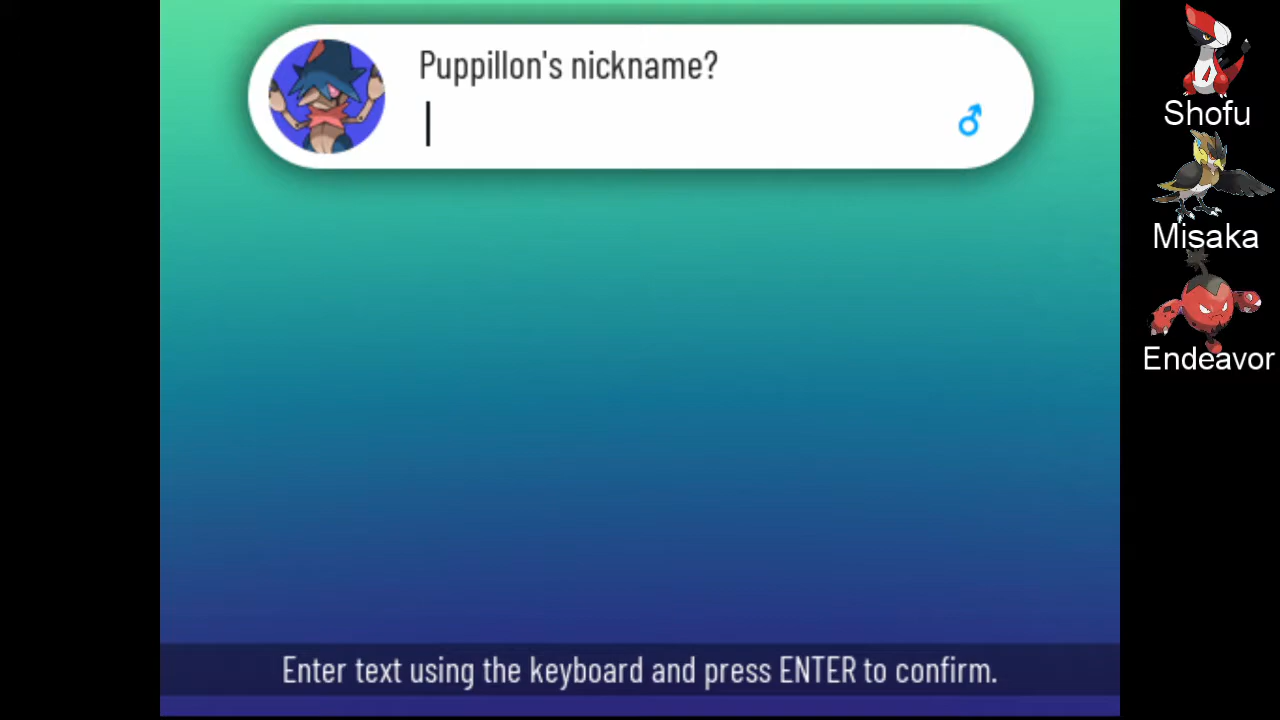 Puppillon's nickname?
♂
Shofu
Misaka
Endeavor
Enter text using the keyboard and press ENTER to confirm.